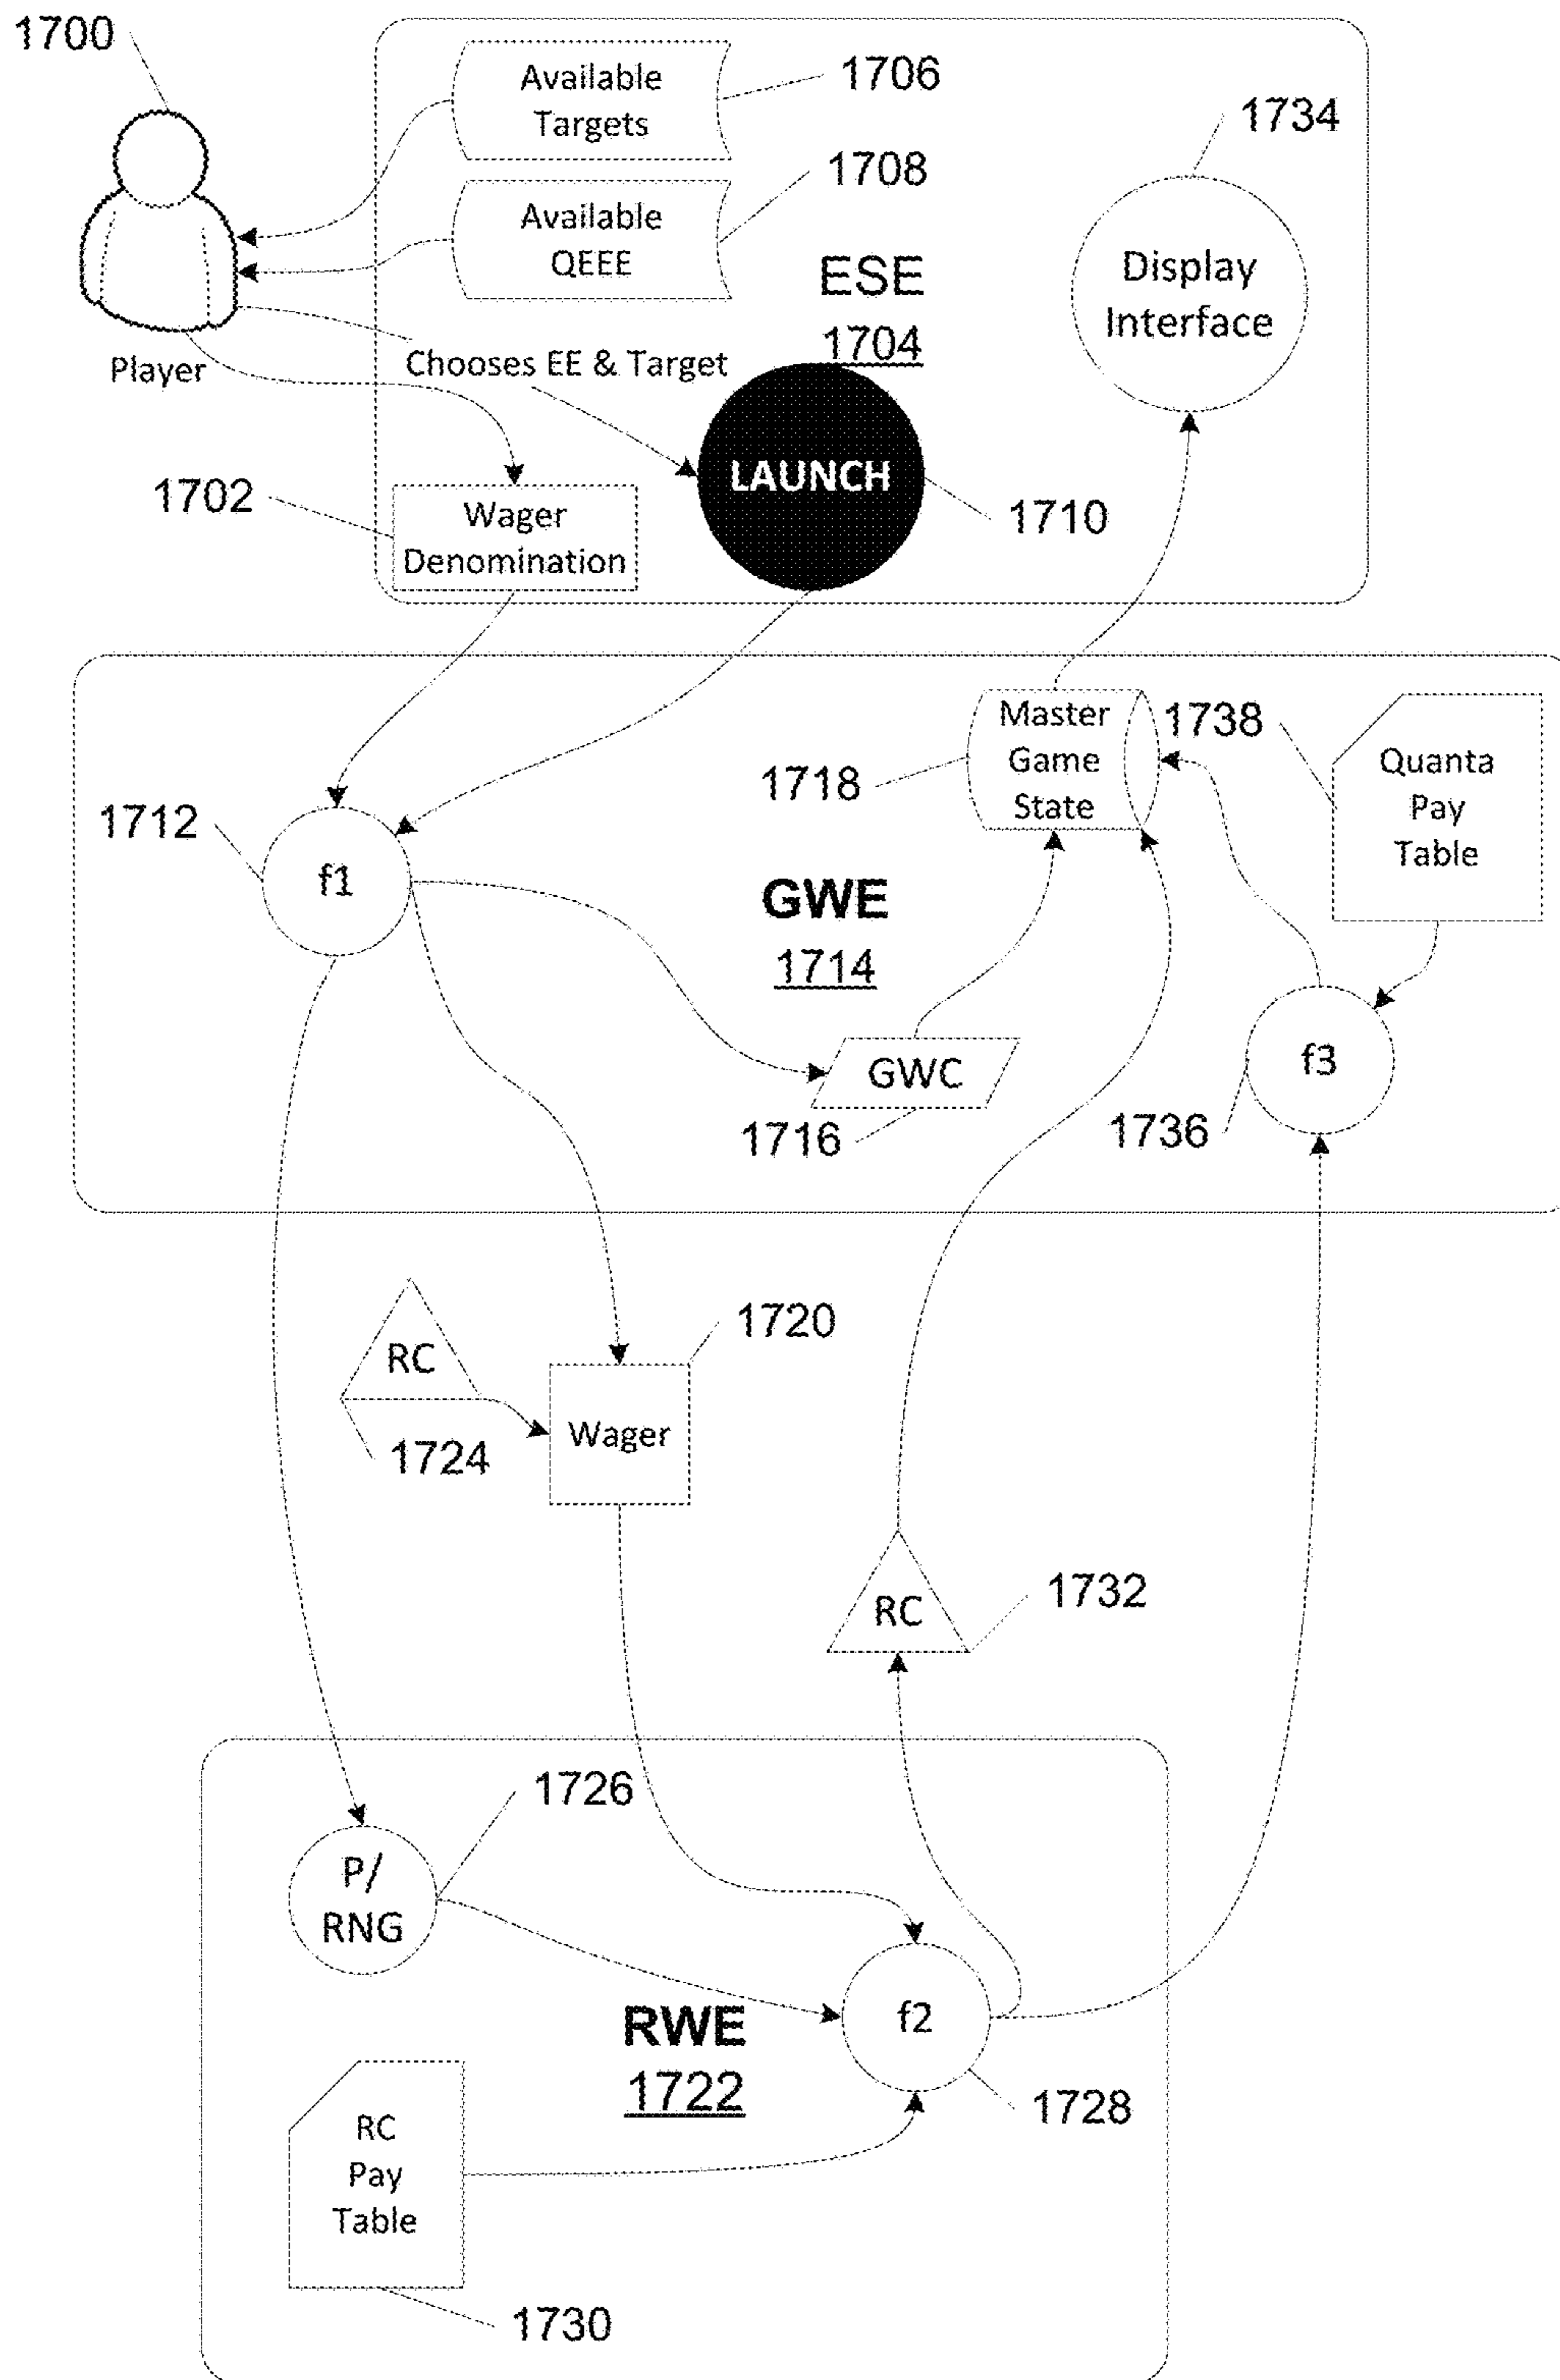 1700
Available
Targets
1706
1734
Available
QEEE
1708
ESE
1704
Display
Interface
Player
Chooses EE & Target
LAUNCH
1702
Wager
Denomination
1710
Master
Game
State
1738
Quanta
Pay
Table
1718
1712
f1
GWE
1714
GWC
1716
f3
1736
RC
1724
1720
Wager
RC
1732
1726
P/
RNG
f2
RWE
1722
1728
RC
Pay
Table
1730